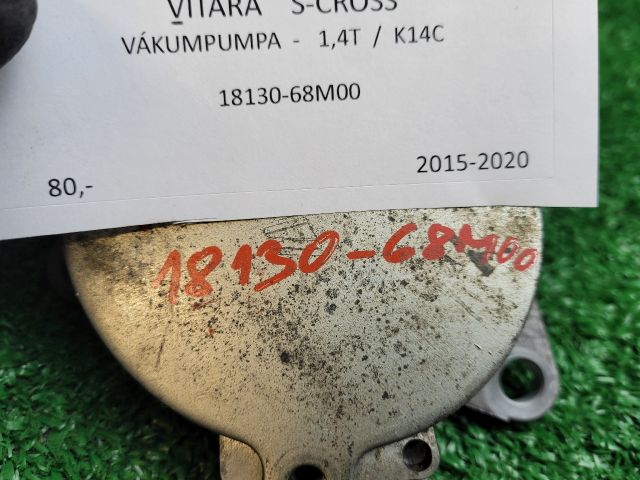 VITARA S-CROSS
VÁKUMPUMPA - 1,4T / K14C
18130-68M00
80,-
2015-2020
18130-68M00